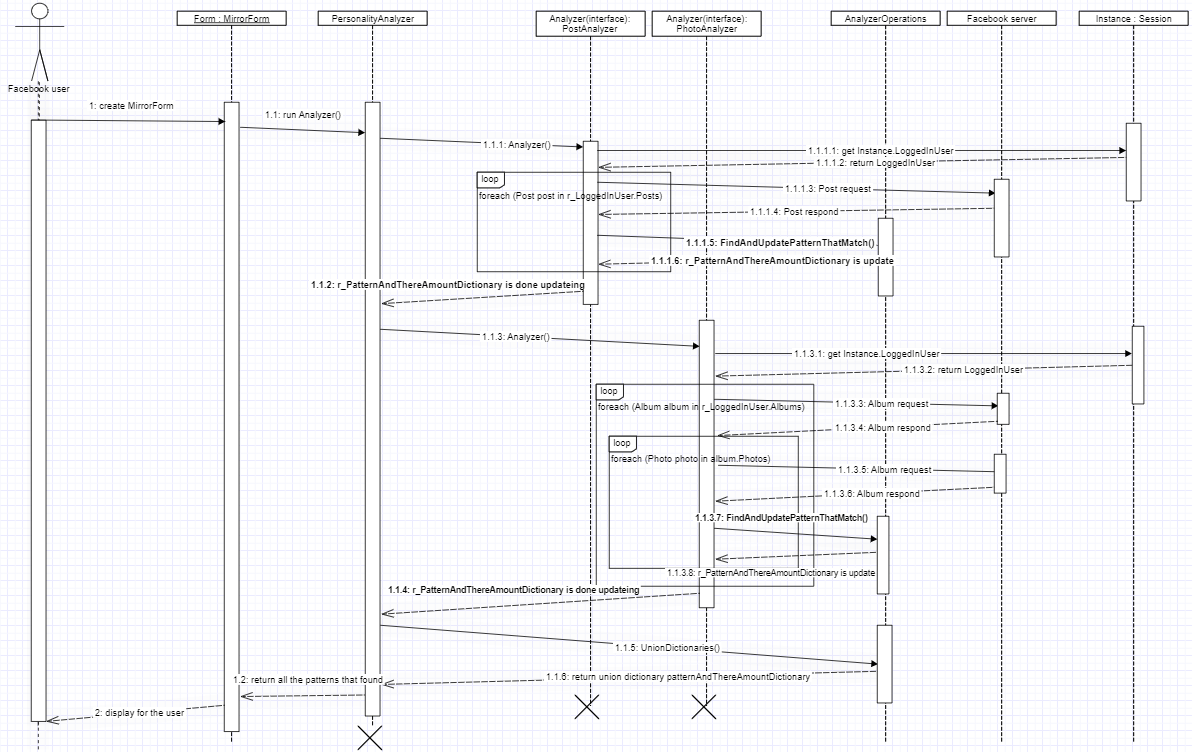 Form : MirrorForm
PersonalityAnalyzer
Analyzer(interface):
PostAnalyzer
Analyzer(interface):
PhotoAnalyzer
AnalyzerOperations
Facebook server
Instance : Session
Facebook user
1: create MirrorForm
1.1: run Analyzer()
1.1.1: Analyzer()
1.1.1.1: get Instance.LoggedInUser
1.1.1.2: return LoggedInUser
loop
foreach (Post post in r_LoggedInUser.Posts)
1.1.1.3: Post request
1.1.1.4: Post respond
1.1.1.5: FindAndUpdatePatternThatMatch()
1.1.1.6: r_PatternAndThereAmountDictionary is update
1.1.2: r_PatternAndThereAmountDictionary is done updateing
1.1.3: Analyzer()
1.1.3.1: get Instance.LoggedInUser
1.1.3.2: return LoggedInUser
loop
foreach (Album album in r_LoggedInUser.Albums)
1.1.3.3: Album request
1.1.3.4: Album respond
loop
foreach (Photo photo in album.Photos)
1.1.3.5: Album request
1.1.3.6: Album respond
1.1.3.7: FindAndUpdatePatternThatMatch()
1.1.3.8: r_PatternAndThereAmountDictionary is update
1.1.4: r_PatternAndThereAmountDictionary is done updateing
1.1.5: UnionDictionaries()
1.1.6: return union dictionary patternAndThereAmountDictionary
1.2: return all the patterns that found
2: display for the user